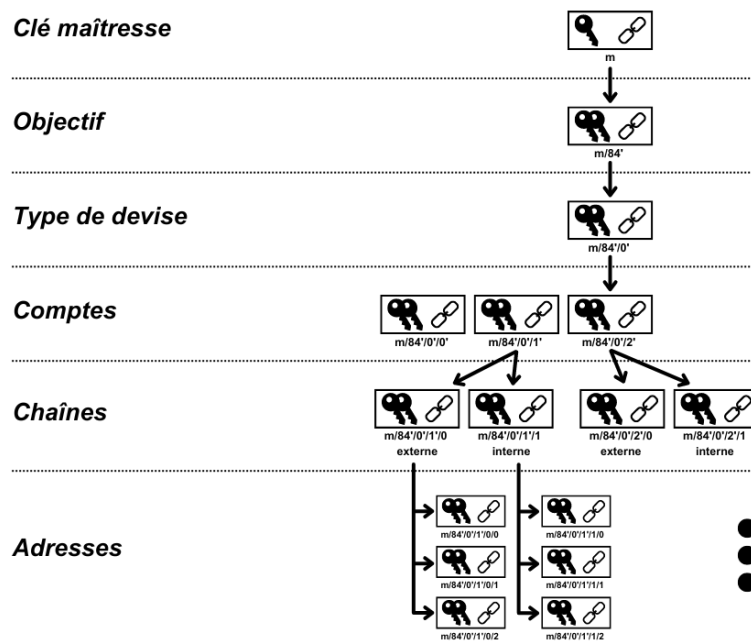 Clé maîtresse
m
Objectif
m/84'
Type de devise
m/84'/0'
Comptes
m/84'/0'/0' m/84'/0'/1' m/84'/0'/2'
Chaînes
m/84'/0'/1'/0 m/84'/0'/1'/1 m/84'/0'/2'/0 m/84'/0'/2'/1
externe interne externe interne
Adresses
m/84'/0'/1'/0/0 m/84'/0'/1'/1/0
m/84'/0'/1'/0/1 m/84'/0'/1'/1/1
m/84'/0'/1'/0/2 m/84'/0'/1'/1/2